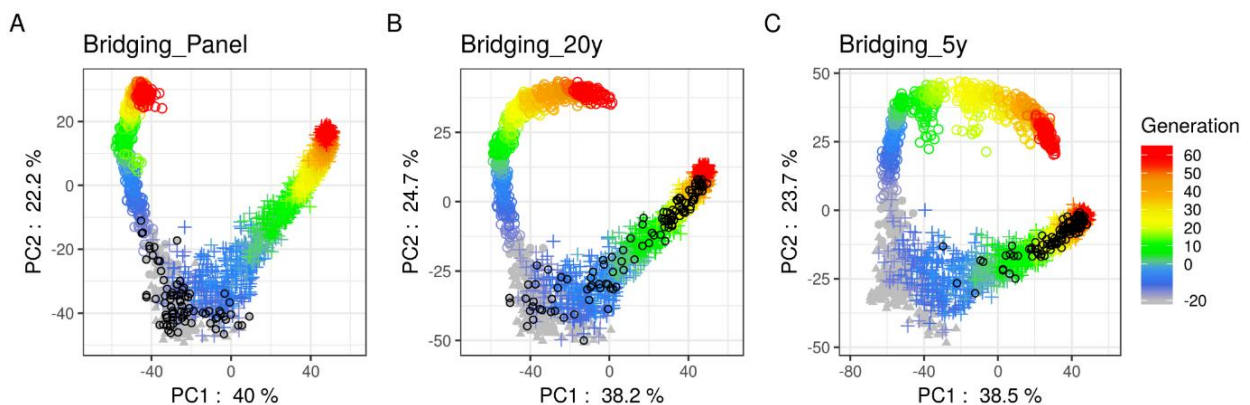 A
Bridging_Panel
20
0
-20
-40
-40
0
40
PC2 : 22.2 %
PC1 : 40 %
B
Bridging_20y
50
25
0
-25
-50
-40
0
40
PC2 : 24.7 %
PC1 : 38.2 %
C
Bridging_5y
50
25
0
-25
-50
-80
-40
0
40
PC2 : 23.7 %
PC1 : 38.5 %
Generation
60
50
40
30
20
10
0
-20